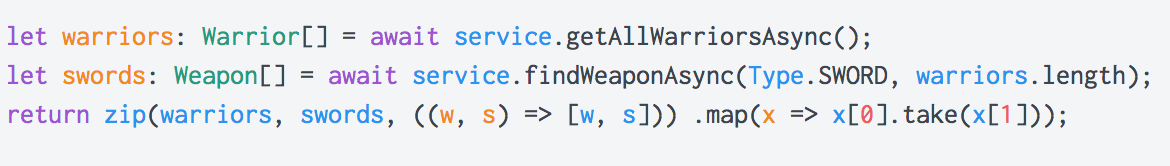 let warriors: Warrior[] = await service.getAllWarriorsAsync();
let swords: Weapon[] = await service.findWeaponAsync(Type.SWORD, warriors.length);
return zip(warriors, swords, ((w, s) => [w, s])) .map(x => x[0].take(x[1]));